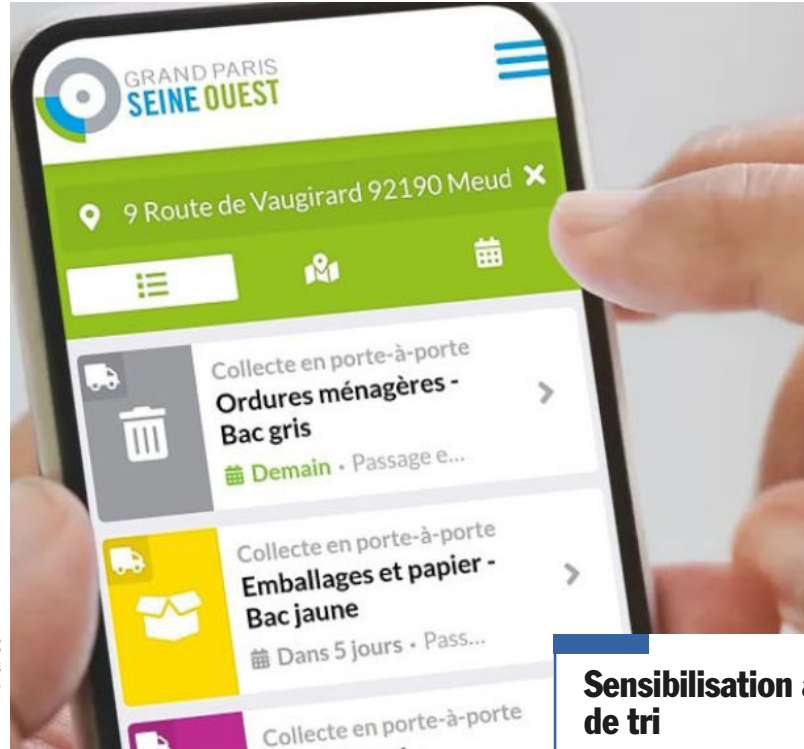 GRAND PARIS
SEINE OUEST
9 Route de Vaugirard 92190 Meud
Collecte en porte-à-porte
Ordures ménagères -
Bac gris
Demain • Passage e...
Collecte en porte-à-porte
Emballages et papier -
Bac jaune
Dans 5 jours • Pass...
Collecte en porte-à-porte
Sensibilisation
de tri